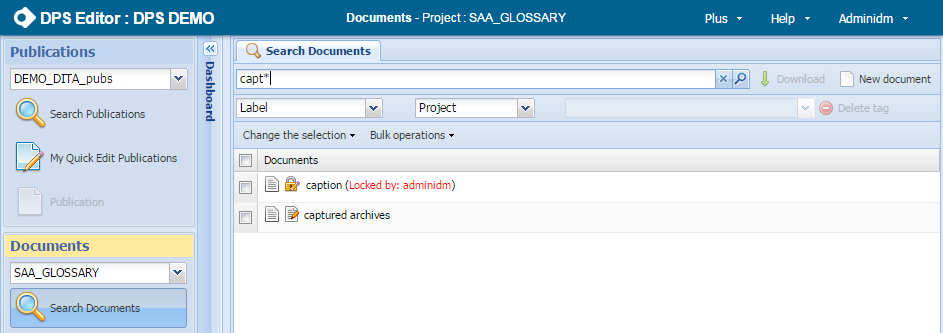 DPS Editor : DPS DEMO
Documents - Project : SAA_GLOSSARY
Plus
Help
Adminidm
Publications
DEMO_DITA_pubs
Search Publications
My Quick Edit Publications
Publication
Documents
SAA_GLOSSARY
Search Documents
Dashboard
Search Documents
capt*
Download
New document
Label
Project
Delete tag
Change the selection
Bulk operations
Documents
caption (Locked by: adminidm)
captured archives